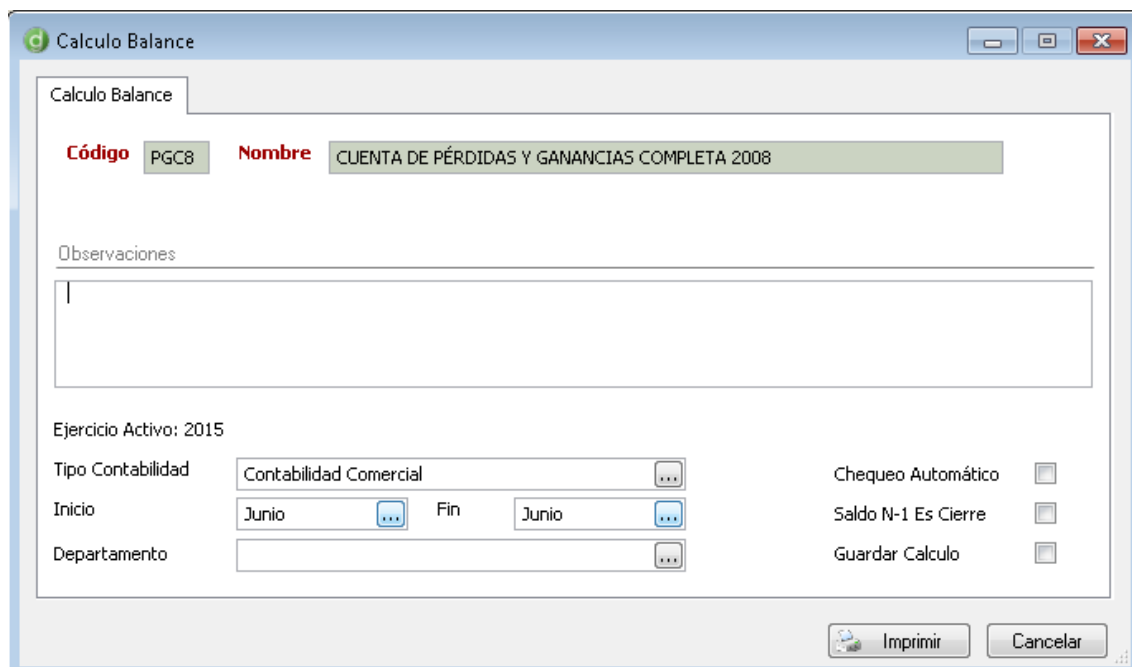 Calculo Balance
Calculo Balance
Código PGC8 Nombre CUENTA DE PÉRDIDAS Y GANANCIAS COMPLETA 2008
Observaciones
Ejercicio Activo: 2015
Tipo Contabilidad Contabilidad Comercial ... Chequeo Automático
Inicio Junio ... Fin Junio ... Saldo N-1 Es Cierre
Departamento ... Guardar Calculo
Imprimir Cancelar